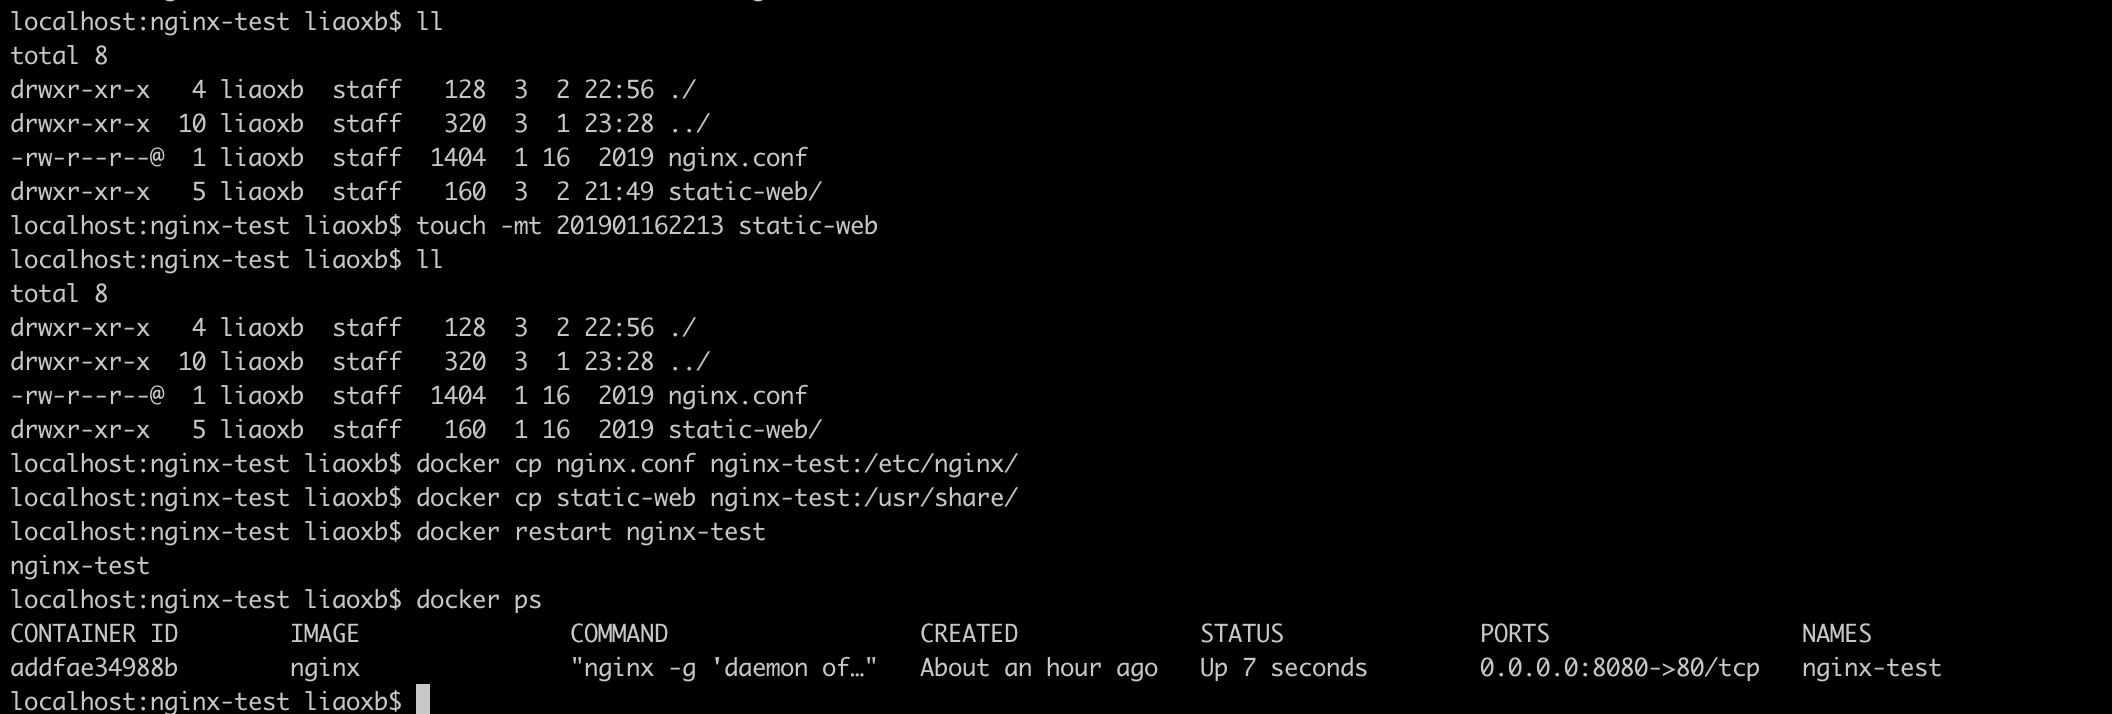 localhost:nginx-test liaoxb$ ll
total 8
drwxr-xr-x   4 liaoxb  staff   128  3  2 22:56 ./
drwxr-xr-x  10 liaoxb  staff   320  3  1 23:28 ../
-rw-r--r--@  1 liaoxb  staff  1404  1 16  2019 nginx.conf
drwxr-xr-x   5 liaoxb  staff   160  3  2 21:49 static-web/
localhost:nginx-test liaoxb$ touch -mt 201901162213 static-web
localhost:nginx-test liaoxb$ ll
total 8
drwxr-xr-x   4 liaoxb  staff   128  3  2 22:56 ./
drwxr-xr-x  10 liaoxb  staff   320  3  1 23:28 ../
-rw-r--r--@  1 liaoxb  staff  1404  1 16  2019 nginx.conf
drwxr-xr-x   5 liaoxb  staff   160  1 16  2019 static-web/
localhost:nginx-test liaoxb$ docker cp nginx.conf nginx-test:/etc/nginx/
localhost:nginx-test liaoxb$ docker cp static-web nginx-test:/usr/share/
localhost:nginx-test liaoxb$ docker restart nginx-test
nginx-test
localhost:nginx-test liaoxb$ docker ps
CONTAINER ID        IMAGE               COMMAND                  CREATED             STATUS              PORTS                  NAMES
addfae34988b        nginx               "nginx -g 'daemon of…"   About an hour ago   Up 7 seconds        0.0.0.0:8080->80/tcp   nginx-test
localhost:nginx-test liaoxb$